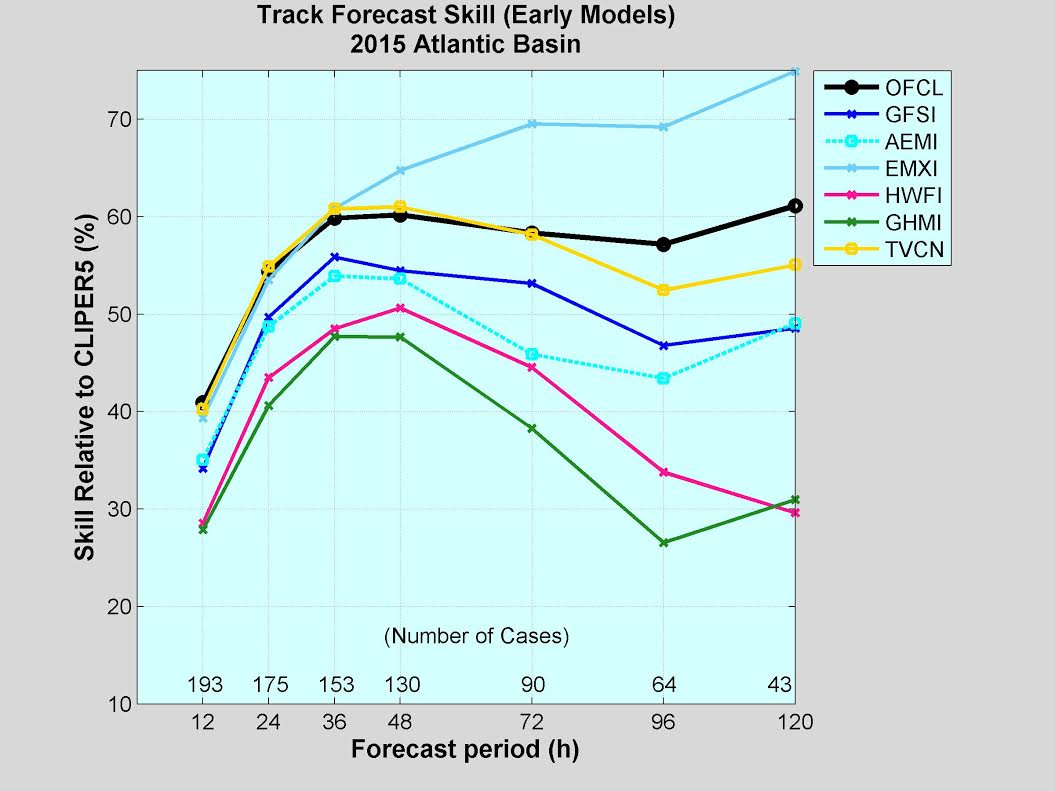 Track Forecast Skill (Early Models)
2015 Atlantic Basin
OFCL
GFSI
AEMI
EMXI
HWFI
GHMI
TVCN
Skill Relative to CLIPER5 (%)
70
60
50
40
30
20
10
(Number of Cases)
193 175 153 130 90 64 43
12 24 36 48 72 96 120
Forecast period (h)